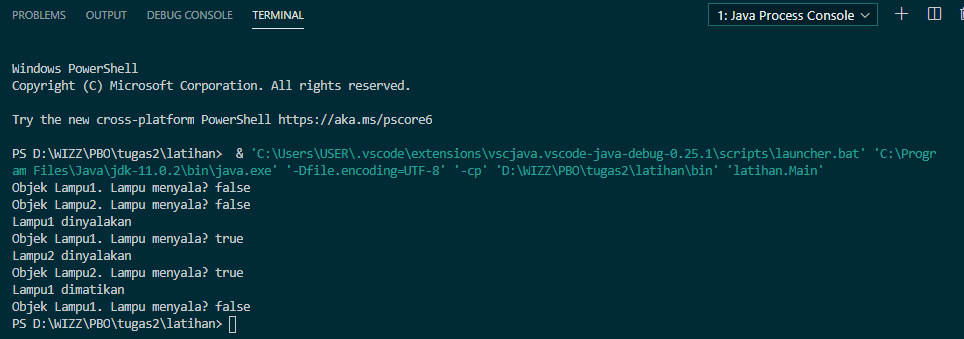 PROBLEMS OUTPUT DEBUG CONSOLE TERMINAL 1: Java Process Console
Windows PowerShell
Copyright (C) Microsoft Corporation. All rights reserved.
Try the new cross-platform PowerShell https://aka.ms/pscore6
PS D:\WIZZ\PBO\tugas2\latihan>  & 'C:\Users\USER\.vscode\extensions\vscjava.vscode-java-debug-0.25.1\scripts\launcher.bat' 'C:\Progr
am Files\Java\jdk-11.0.2\bin\java.exe' '-Dfile.encoding=UTF-8' '-cp' 'D:\WIZZ\PBO\tugas2\latihan\bin' 'latihan.Main'
Objek Lampu1. Lampu menyala? false
Objek Lampu2. Lampu menyala? false
Lampu1 dinyalakan
Objek Lampu1. Lampu menyala? true
Lampu2 dinyalakan
Objek Lampu2. Lampu menyala? true
Lampu1 dimatikan
Objek Lampu1. Lampu menyala? false
PS D:\WIZZ\PBO\tugas2\latihan>